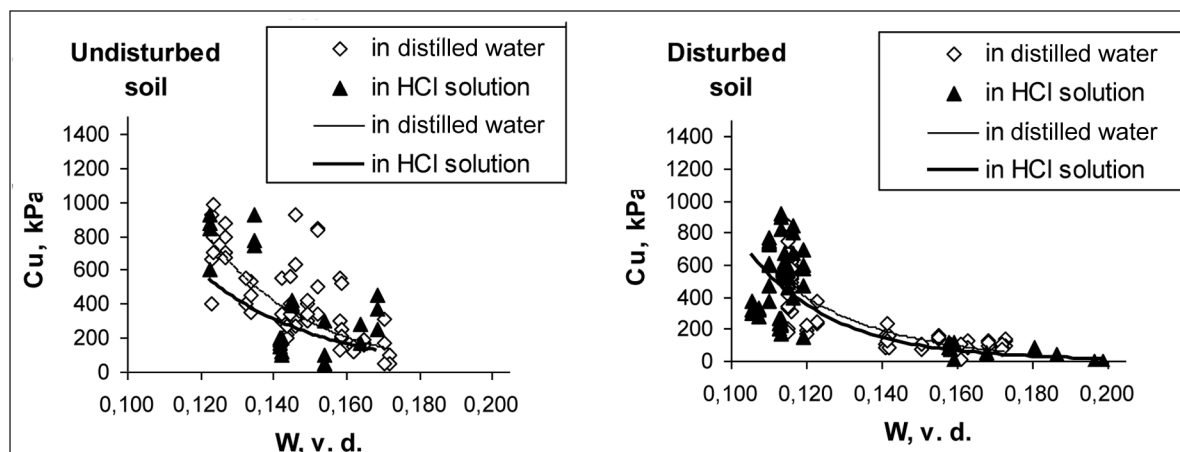 Undisturbed
soil
in distilled water
in HCl solution
in distilled water
in HCl solution
Cu, kPa
1400
1200
1000
800
600
400
200
0
0,100 0,120 0,140 0,160 0,180 0,200
W, v. d.
Disturbed
soil
in distilled water
in HCl solution
in distilled water
in HCl solution
Cu, kPa
1400
1200
1000
800
600
400
200
0
0,100 0,120 0,140 0,160 0,180 0,200
W, v. d.